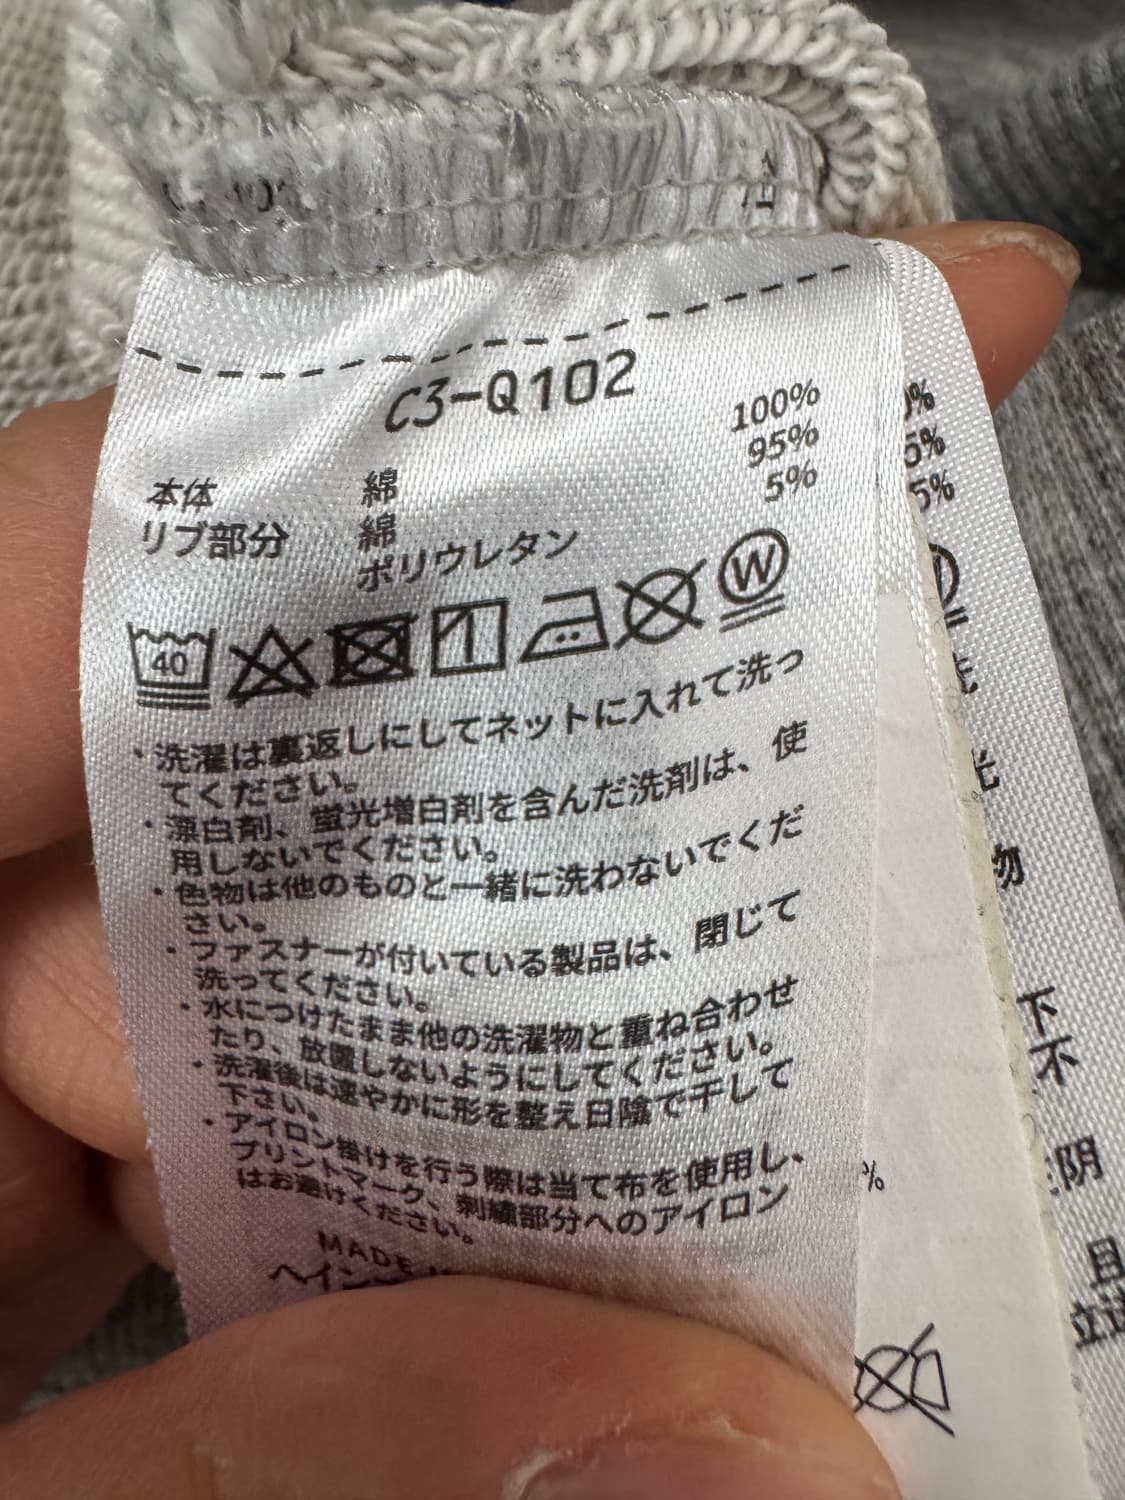 C3-Q102
本体 綿 100%
リブ部分 綿 95%
ポリウレタン 5%
40 W
・洗濯は裏返しにしてネットに入れて洗っ
てください。
・漂白剤、蛍光増白剤を含んだ洗剤は、使
用しないでください。
・色物は他のものと一緒に洗わないでくだ
さい。
・ファスナーが付いている製品は、閉じて
洗ってください。
・水につけたまま他の洗濯物と重ね合わせ
たり、放置しないようにしてください。
・洗濯後は速やかに形を整え日陰で干して
下さい。
・アイロン掛けを行う際は当て布を使用し、
プリントマーク、刺繍部分へのアイロン
はお避けください。
MADE
ヘイン
5%
5%
光
物
下
不
阴
%